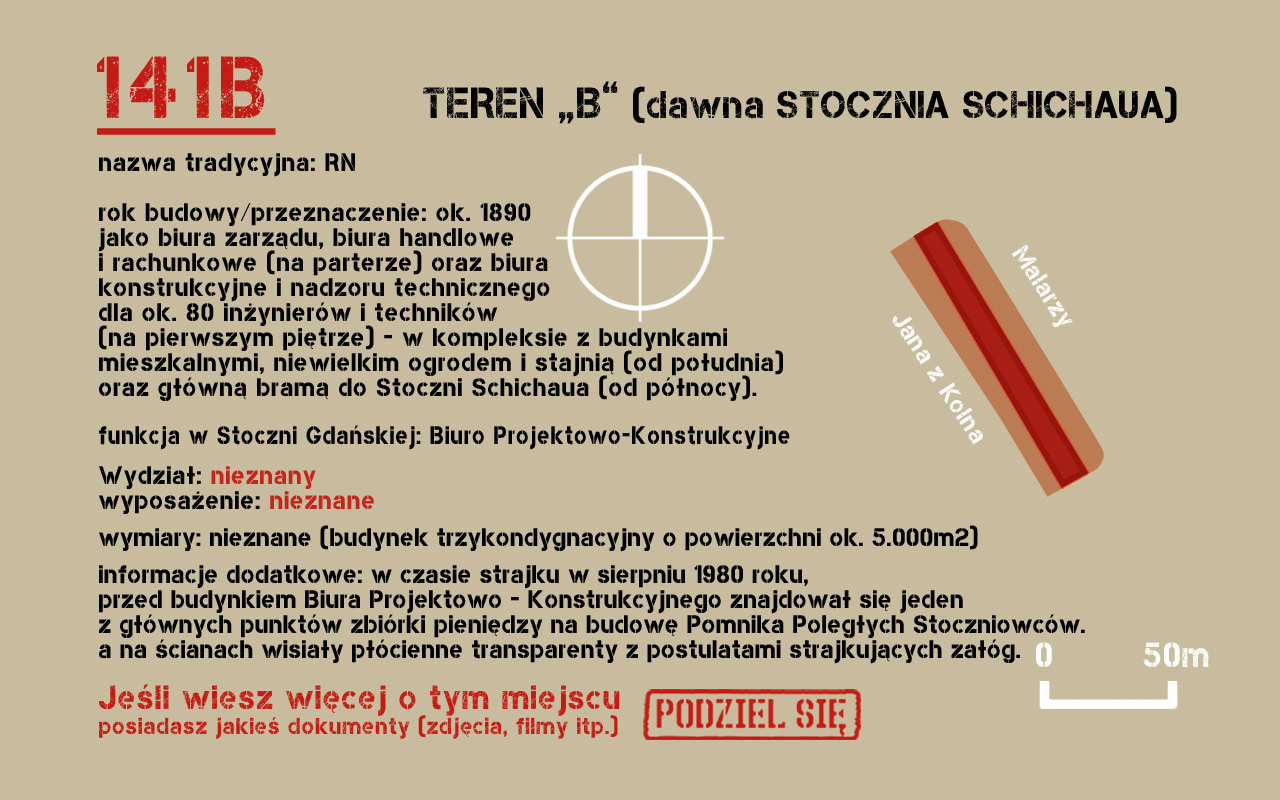 141B
TEREN „B“ (dawna STOCZNIA SCHICHAUA)
nazwa tradycyjna: RN
rok budowy/przeznaczenie: ok. 1890
jako biura zarządu, biura handlowe
i rachunkowe (na parterze) oraz biura
konstrukcyjne i nadzoru technicznego
dla ok. 80 inżynierów i techników
(na pierwszym piętrze) - w kompleksie z budynkami
mieszkalnymi, niewielkim ogrodem i stajnią (od południa)
oraz główną bramą do Stoczni Schichaua (od północy).
Malarzy
Jana z Kolna
funkcja w Stoczni Gdańskiej: Biuro Projektowo-Konstrukcyjne
Wydział: nieznany
wyposażenie: nieznane
wymiary: nieznane (budynek trzykondygnacyjny o powierzchni ok. 5.000m2)
informacje dodatkowe: w czasie strajku w sierpniu 1980 roku,
przed budynkiem Biura Projektowo - Konstrukcyjnego znajdował się jeden
z głównych punktów zbiórki pieniędzy na budowę Pomnika Poległych Stoczniowców.
a na ścianach wisiały płócienne transparenty z postulatami strajkujących załóg.
0 50m
Jeśli wiesz więcej o tym miejscu
posiadasz jakieś dokumenty (zdjęcia, filmy itp.)
PODZIEL SIĘ